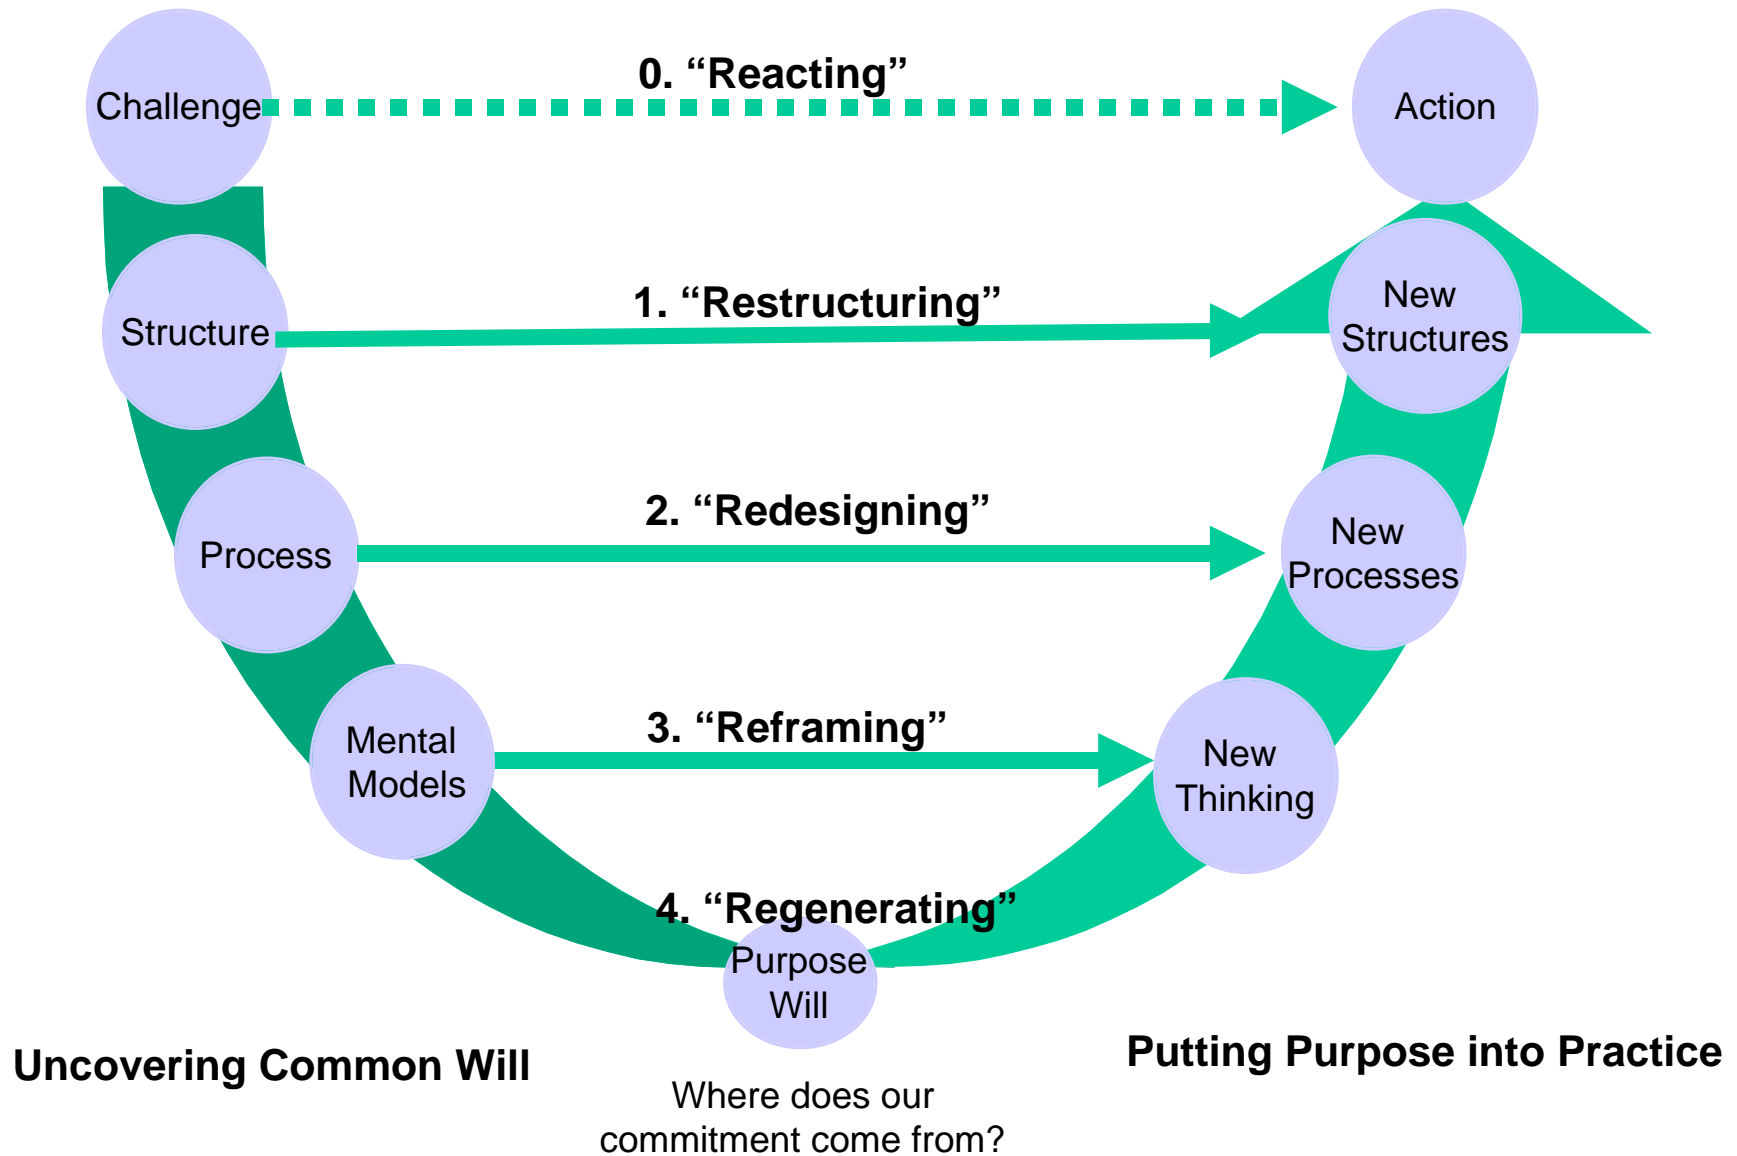 0. “Reacting”
Challenge
Action
1. “Restructuring”
Structure
New
Structures
2. “Redesigning”
Process
New
Processes
3. “Reframing”
Mental
Models
New
Thinking
4. “Regenerating”
Purpose
Will
Uncovering Common Will
Putting Purpose into Practice
Where does our
commitment come from?